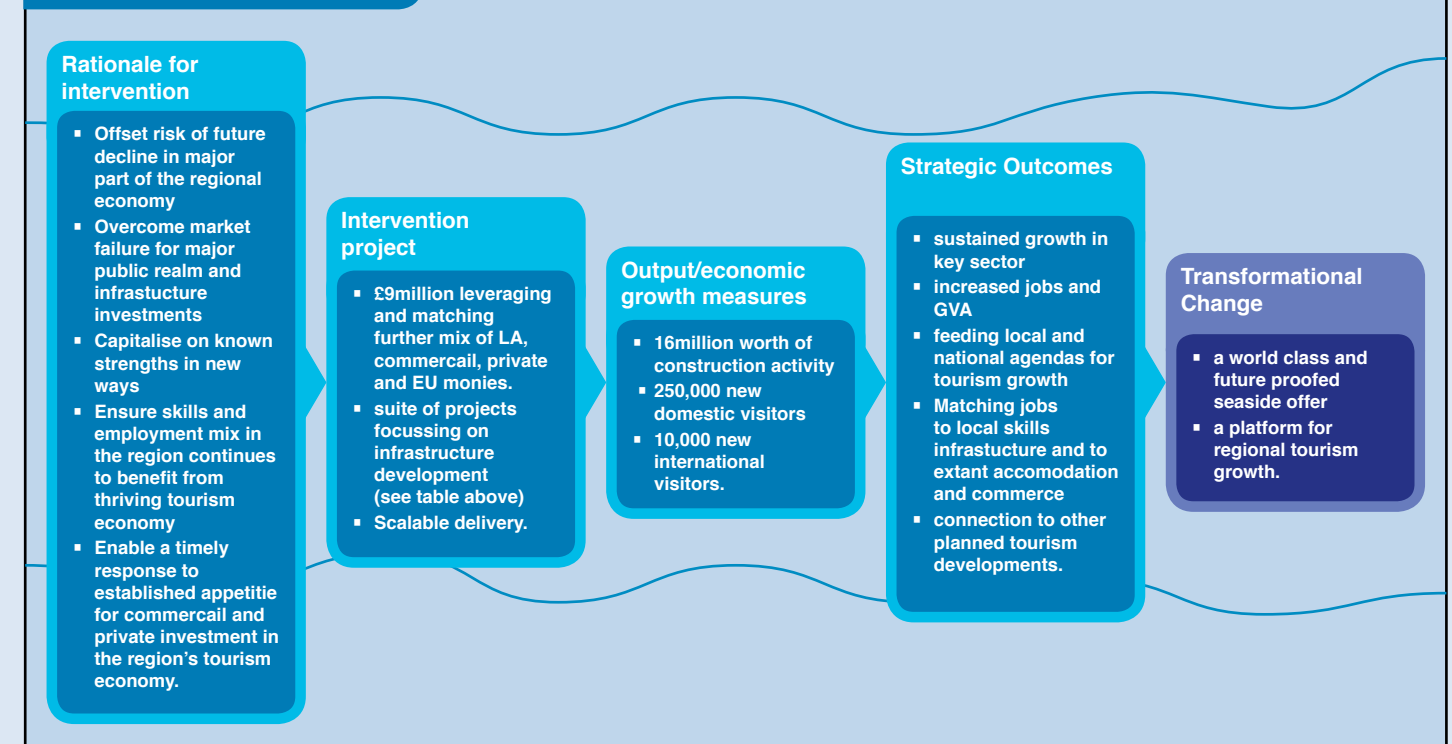 Rationale for
intervention
▪ Offset risk of future
decline in major
part of the regional
economy
▪ Overcome market
failure for major
public realm and
infrastucture
investments
▪ Capitalise on known
strengths in new
ways
▪ Ensure skills and
employment mix in
the region continues
to benefit from
thriving tourism
economy
▪ Enable a timely
response to
established appetitie
for commercail and
private investment in
the region's tourism
economy.
Intervention
project
▪ £9million leveraging
and matching
further mix of LA,
commercail, private
and EU monies.
▪ suite of projects
focussing on
infrastructure
development
(see table above)
▪ Scalable delivery.
Output/economic
growth measures
▪ 16million worth of
construction activity
▪ 250,000 new
domestic visitors
▪ 10,000 new
international
visitors.
Strategic Outcomes
▪ sustained growth in
key sector
▪ increased jobs and
GVA
▪ feeding local and
national agendas for
tourism growth
▪ Matching jobs
to local skills
infrastucture and to
extant accomodation
and commerce
▪ connection to other
planned tourism
developments.
Transformational
Change
▪ a world class and
future proofed
seaside offer
▪ a platform for
regional tourism
growth.